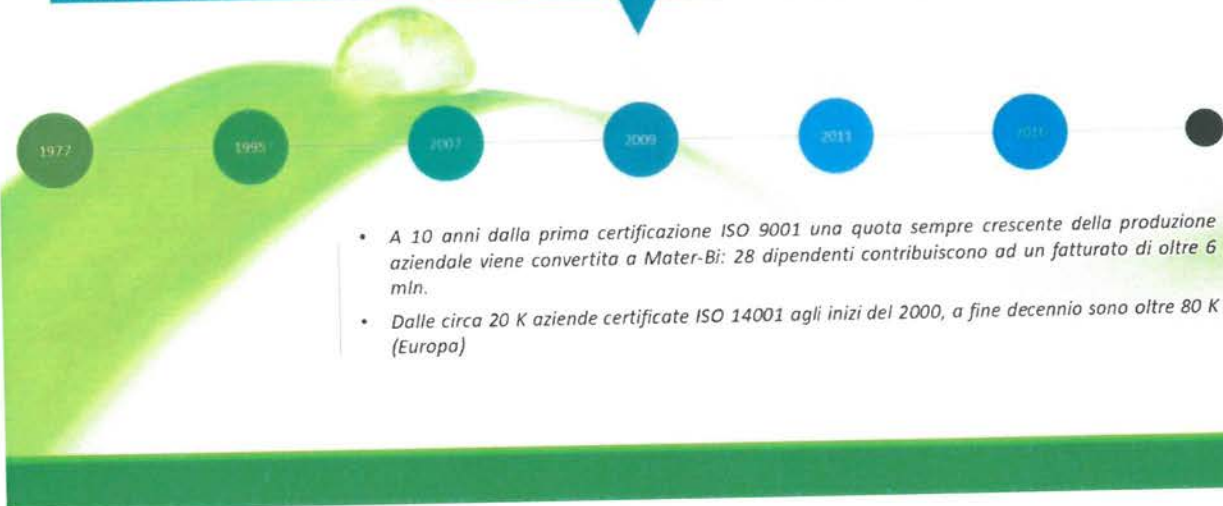 1977 1995 2007 2009 2011
• A 10 anni dalla prima certificazione ISO 9001 una quota sempre crescente della produzione
aziendale viene convertita a Mater-Bi: 28 dipendenti contribuiscono ad un fatturato di oltre 6
mln.
• Dalle circa 20 K aziende certificate ISO 14001 agli inizi del 2000, a fine decennio sono oltre 80 K
(Europa)